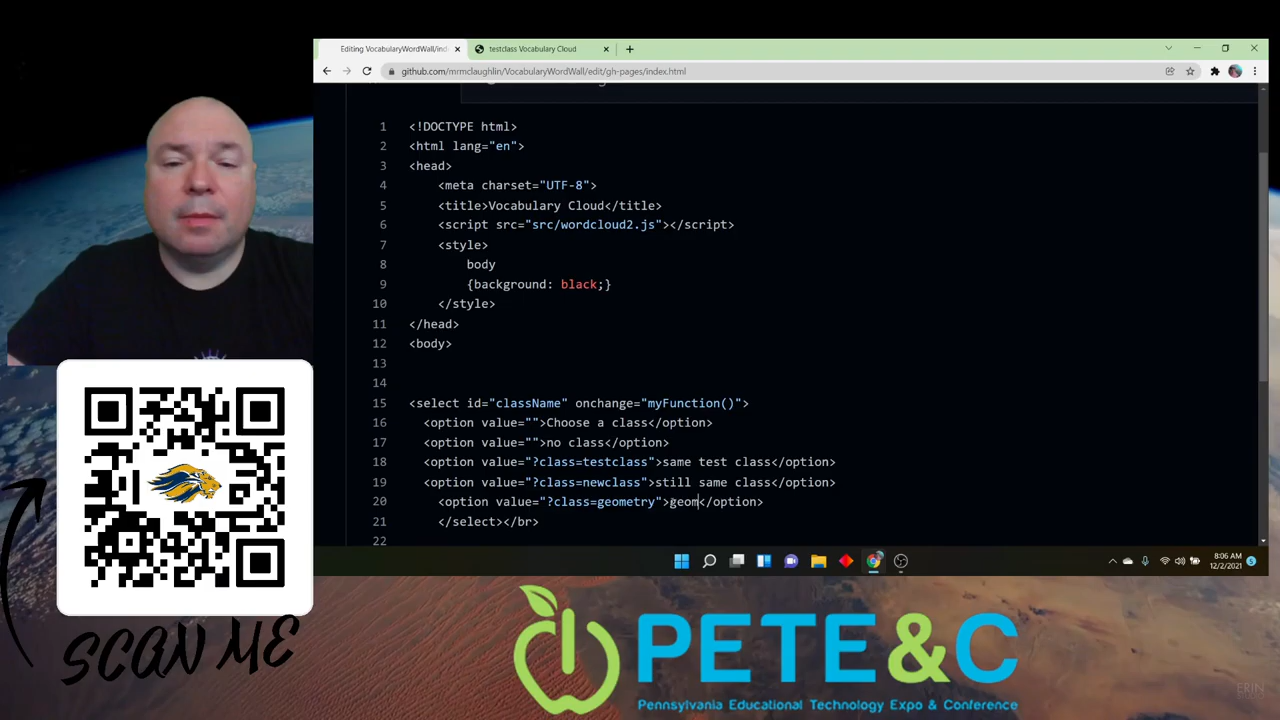 Editing VocabularyWordWall/inde
testclass Vocabulary Cloud
github.com/mrmclaughlin/VocabularyWordWall/edit/gh-pages/index.html
1 <!DOCTYPE html>
2 <html lang="en">
3 <head>
4 <meta charset="UTF-8">
5 <title>Vocabulary Cloud</title>
6 <script src="src/wordcloud2.js"></script>
7 <style>
8 body
9 {background: black;}
10 </style>
11 </head>
12 <body>
13
14
15 <select id="className" onchange="myFunction()">
16 <option value="">Choose a class</option>
17 <option value="">no class</option>
18 <option value="?class=testclass">same test class</option>
19 <option value="?class=newclass">still same class</option>
20 <option value="?class=geometry">geom</option>
21 </select></br>
22
8:06 AM
12/2/2021
5
SCAN ME
PETE&C
Pennsylvania Educational Technology Expo & Conference
ERIN